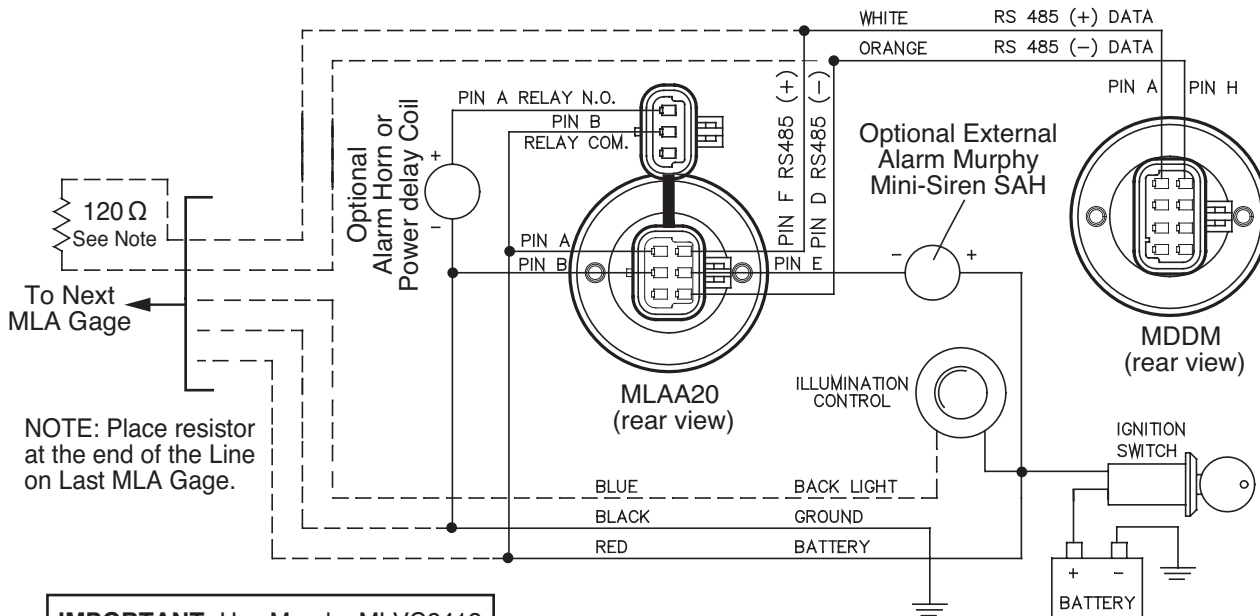 WHITE RS 485 (+) DATA
ORANGE RS 485 (–) DATA
PIN A PIN H
PIN A RELAY N.O.
PIN B
RELAY COM.
Optional
Alarm Horn or
Power delay Coil
+
–
PIN F RS485 (+)
PIN D RS485 (–)
Optional External
Alarm Murphy
Mini-Siren SAH
120 Ω
See Note
PIN A
PIN B
PIN E
– +
To Next
MLA Gage
MDDM
(rear view)
MLAA20
(rear view)
ILLUMINATION
CONTROL
NOTE: Place resistor
at the end of the Line
on Last MLA Gage.
IGNITION
SWITCH
BLUE BACK LIGHT
BLACK GROUND
RED BATTERY
+ –
BATTERY